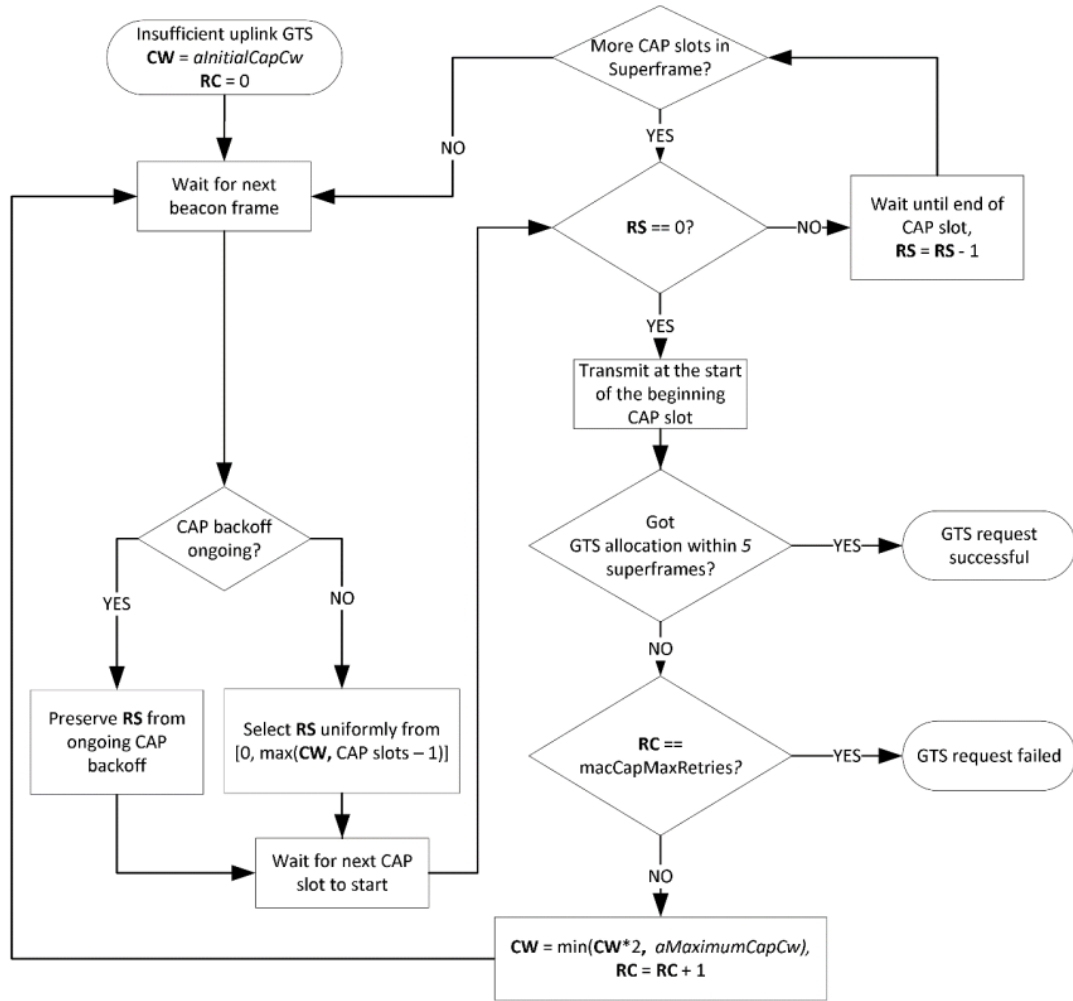 Insufficient uplink GTS
CW = aInitialCapCw
RC = 0
More CAP slots in
Superframe?
NO
YES
Wait for next
beacon frame
RS == 0?
NO
Wait until end of
CAP slot,
RS = RS - 1
YES
Transmit at the start
of the beginning
CAP slot
CAP backoff
ongoing?
Got
GTS allocation within 5
superframes?
YES
GTS request
successful
YES
NO
NO
Preserve RS from
ongoing CAP
backoff
Select RS uniformly from
[0, max(CW, CAP slots – 1)]
RC ==
macCapMaxRetries?
YES
GTS request failed
Wait for next CAP
slot to start
NO
CW = min(CW*2, aMaximumCapCw),
RC = RC + 1